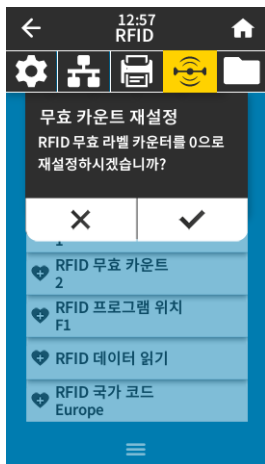 12:57
RFID
무효 카운트 재설정
RFID 무효 라벨 카운터를 0으로
재설정하시겠습니까?
1
RFID 무효 카운트
2
RFID 프로그램 위치
F1
RFID 데이터 읽기
RFID 국가 코드
Europe